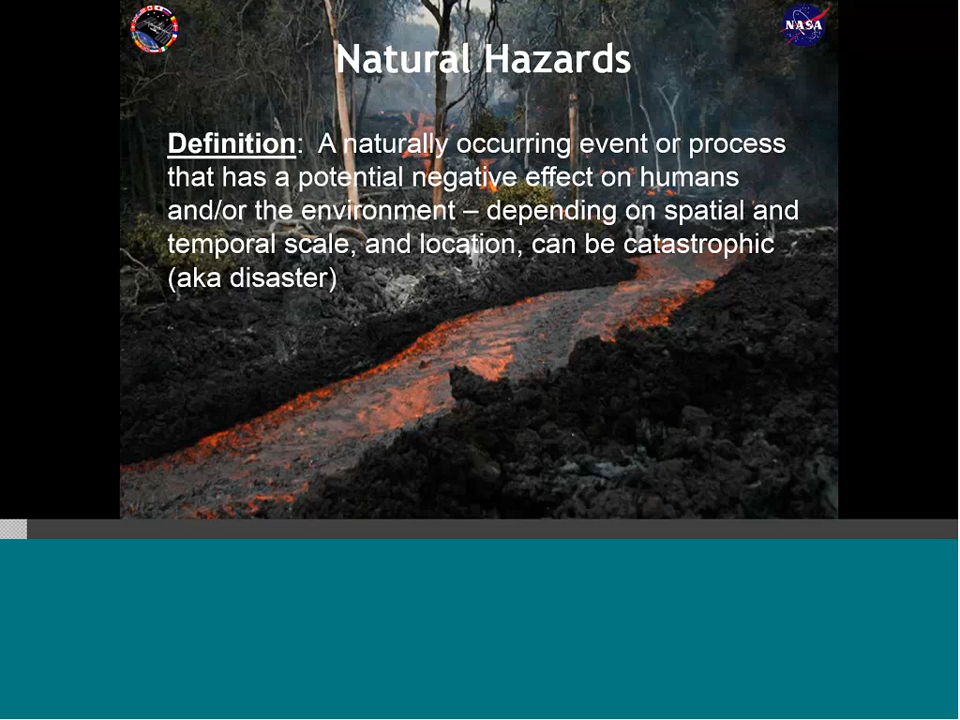 Natural Hazards
NASA
Definition:  A naturally occurring event or process
that has a potential negative effect on humans
and/or the environment – depending on spatial and
temporal scale, and location, can be catastrophic
(aka disaster)